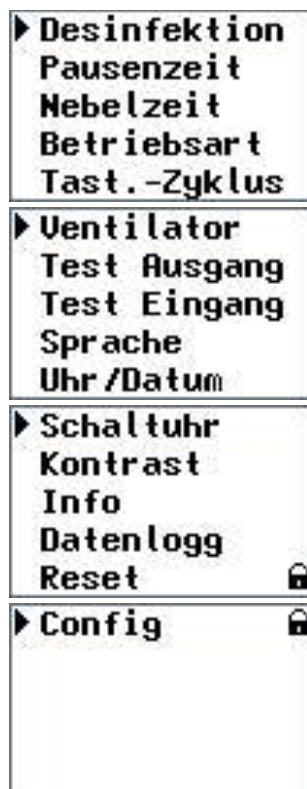 Desinfektion
Pausenzeit
Nebelzeit
Betriebsart
Tast.-Zyklus
Ventilator
Test Ausgang
Test Eingang
Sprache
Uhr/Datum
Schaltuhr
Kontrast
Info
Datenlogg
Reset
Config